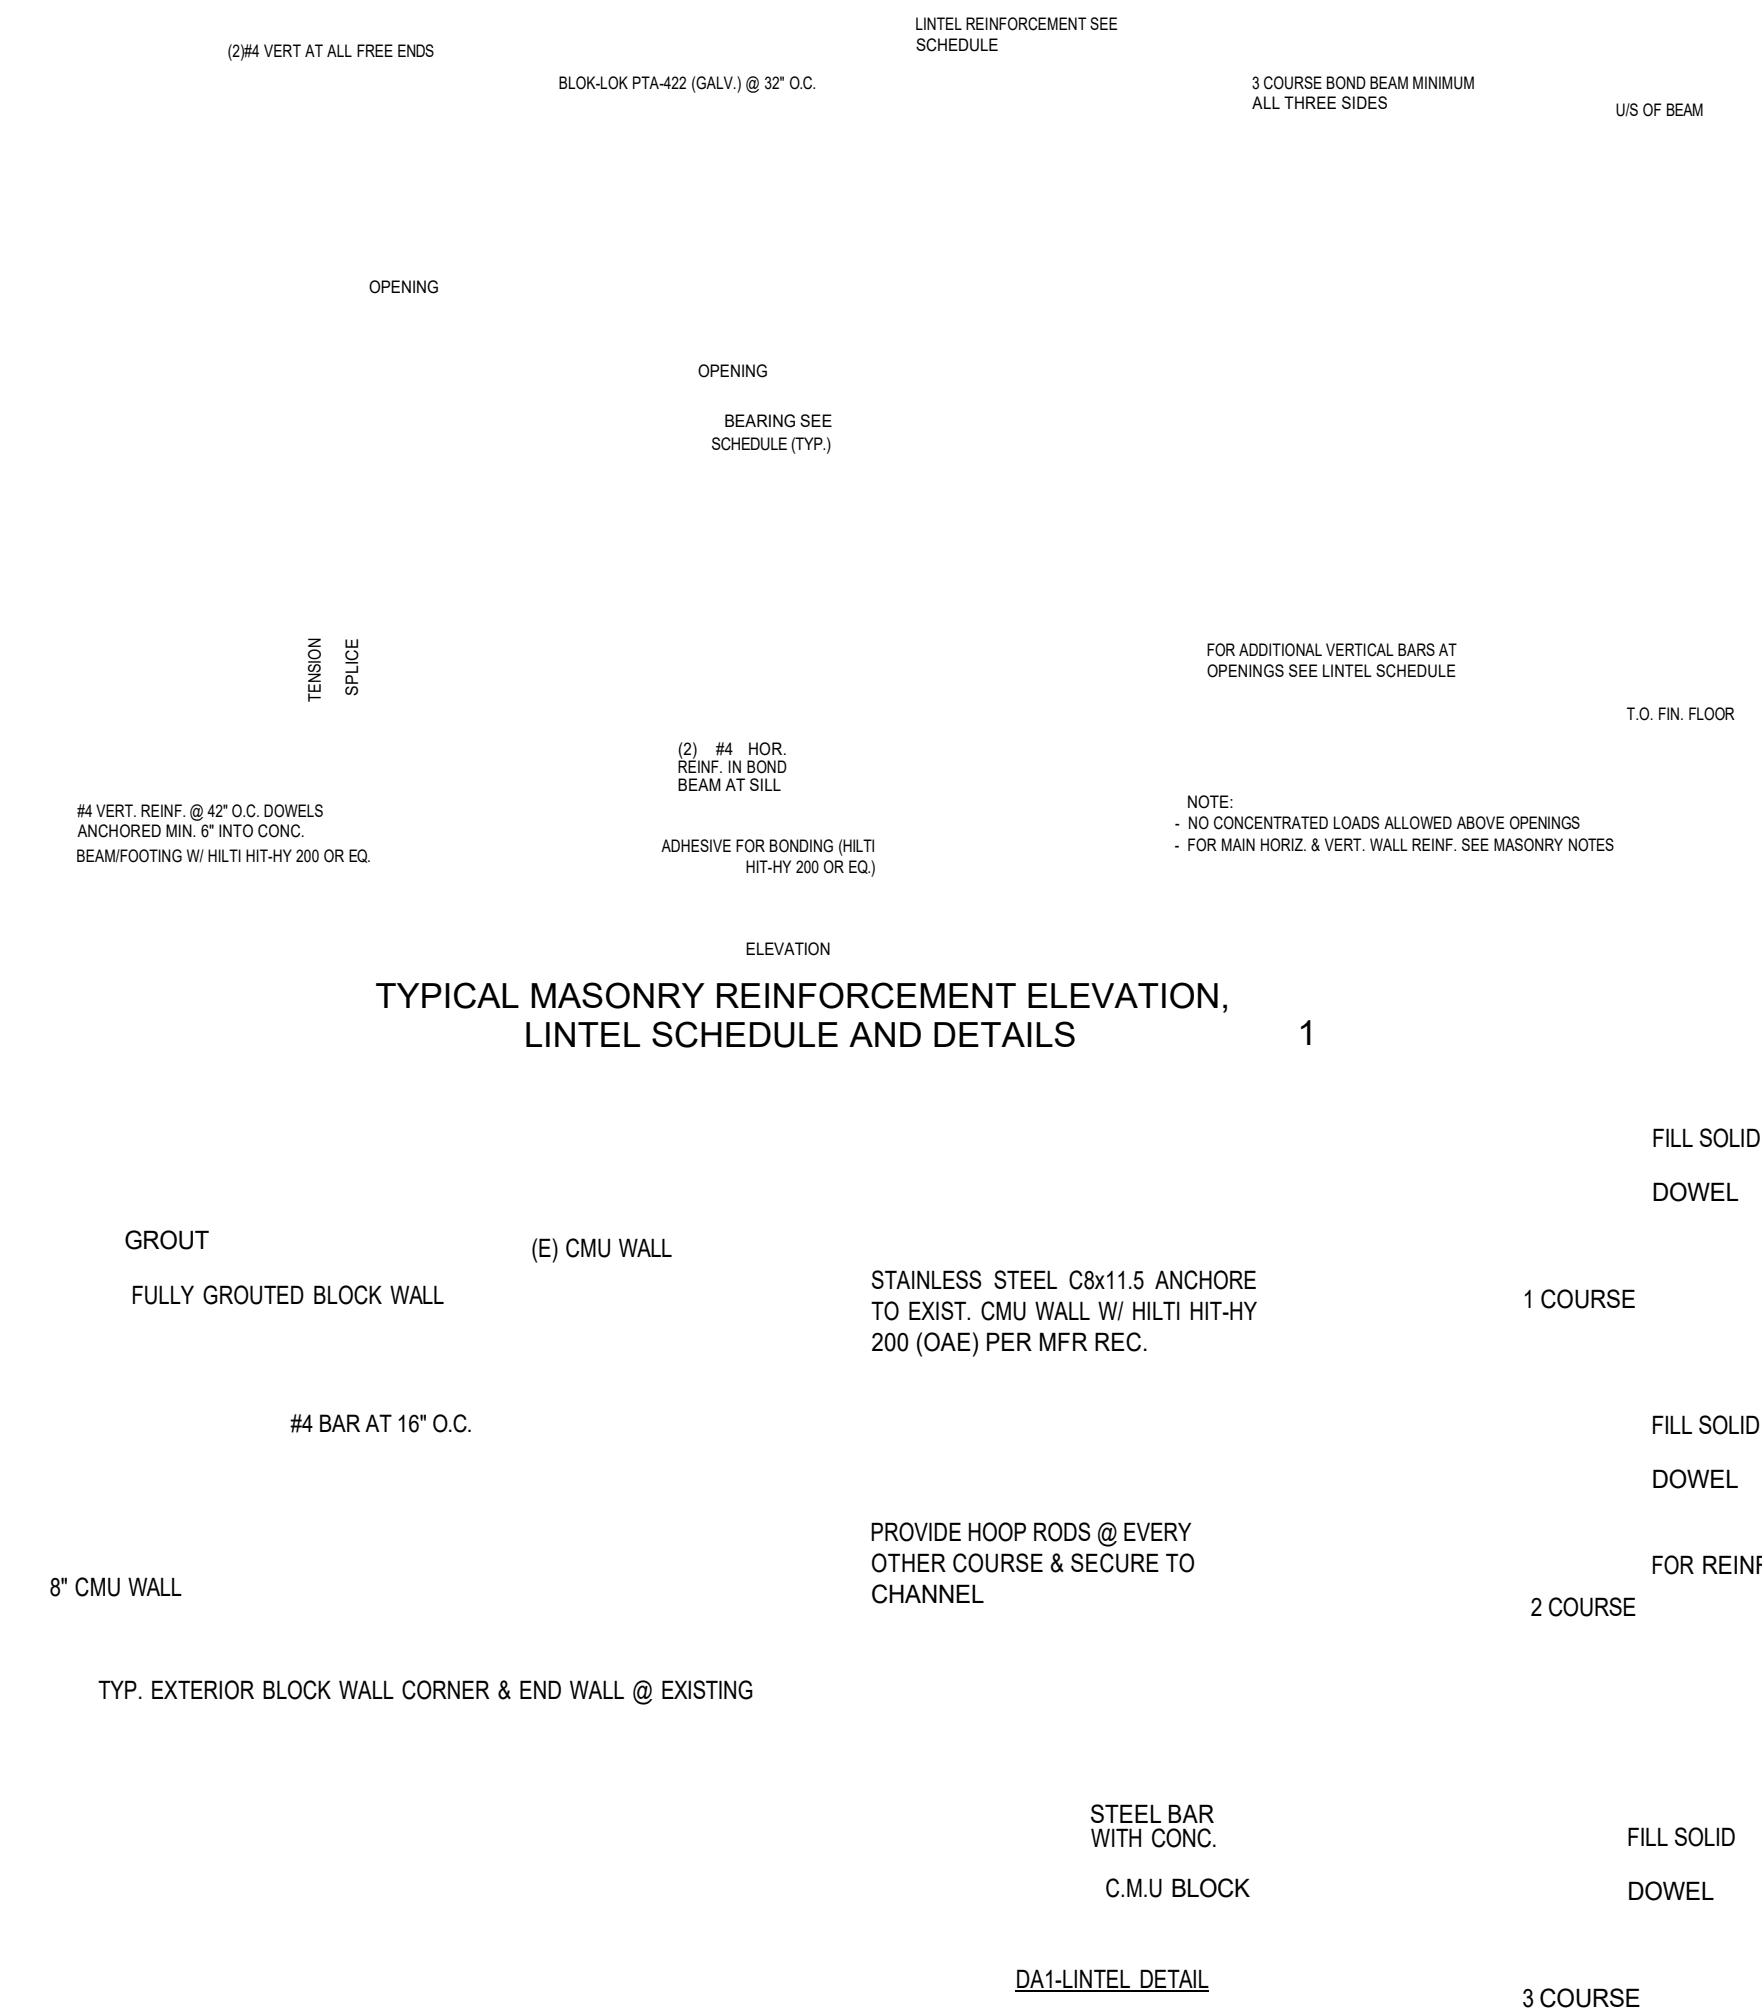 LINTEL REINFORCEMENT SEE
SCHEDULE
(2)#4 VERT AT ALL FREE ENDS
BLOK-LOK PTA-422 (GALV.) @ 32" O.C.
3 COURSE BOND BEAM MINIMUM
ALL THREE SIDES
U/S OF BEAM
OPENING
OPENING
BEARING SEE
SCHEDULE (TYP.)
TENSION
SPLICE
FOR ADDITIONAL VERTICAL BARS AT
OPENINGS SEE LINTEL SCHEDULE
T.O. FIN. FLOOR
(2) #4 HOR.
REINF. IN BOND
BEAM AT SILL
#4 VERT. REINF. @ 42" O.C. DOWELS
ANCHORED MIN. 6" INTO CONC.
BEAM/FOOTING W/ HILTI HIT-HY 200 OR EQ.
ADHESIVE FOR BONDING (HILTI
HIT-HY 200 OR EQ.)
NOTE:
- NO CONCENTRATED LOADS ALLOWED ABOVE OPENINGS
- FOR MAIN HORIZ. & VERT. WALL REINF. SEE MASONRY NOTES
ELEVATION
TYPICAL MASONRY REINFORCEMENT ELEVATION,
LINTEL SCHEDULE AND DETAILS 1
FILL SOLID
DOWEL
GROUT
(E) CMU WALL
FULLY GROUTED BLOCK WALL
STAINLESS STEEL C8x11.5 ANCHORE
TO EXIST. CMU WALL W/ HILTI HIT-HY
200 (OAE) PER MFR REC.
1 COURSE
#4 BAR AT 16" O.C.
FILL SOLID
DOWEL
PROVIDE HOOP RODS @ EVERY
OTHER COURSE & SECURE TO
CHANNEL
FOR REINF
8" CMU WALL
2 COURSE
TYP. EXTERIOR BLOCK WALL CORNER & END WALL @ EXISTING
STEEL BAR
WITH CONC.
FILL SOLID
C.M.U BLOCK
DOWEL
DA1-LINTEL DETAIL
3 COURSE